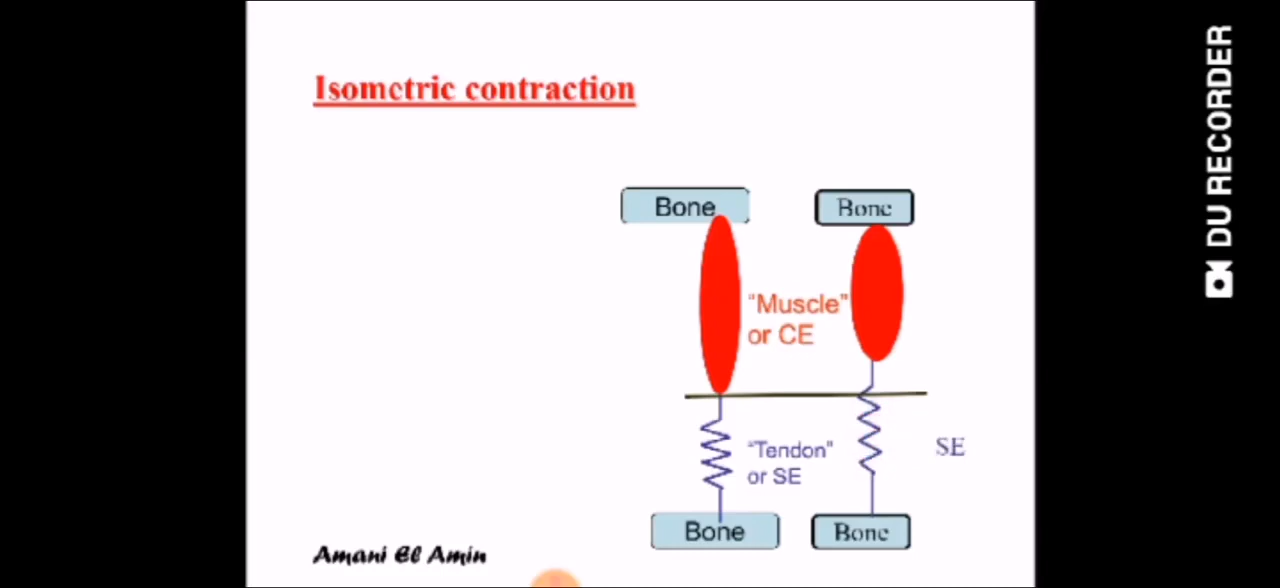 Isometric contraction
Bone
Bone
"Muscle"
or CE
"Tendon"
or SE
SE
Bone
Bone
Amani El Amin
DU RECORDER